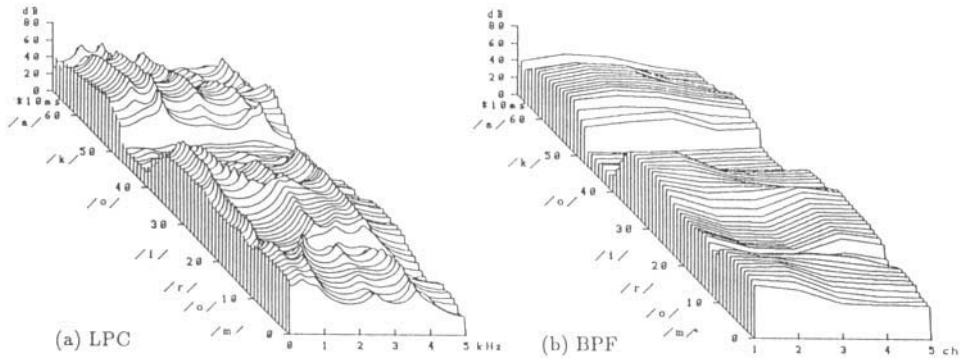 dB
80
60
40
20
0
*10ms
/a/ 60
/k/ 50
40
/o/
30
/i/
20
/r/
/o/ 10
/m/
0
0 1 2 3 4 5 kHz
(a) LPC
dB
80
60
40
20
0
*10ms
/a/ 60
/k/ 50
40
/o/
30
/i/
20
/r/
/o/ 10
/m/
0
1 2 3 4 5 ch
(b) BPF